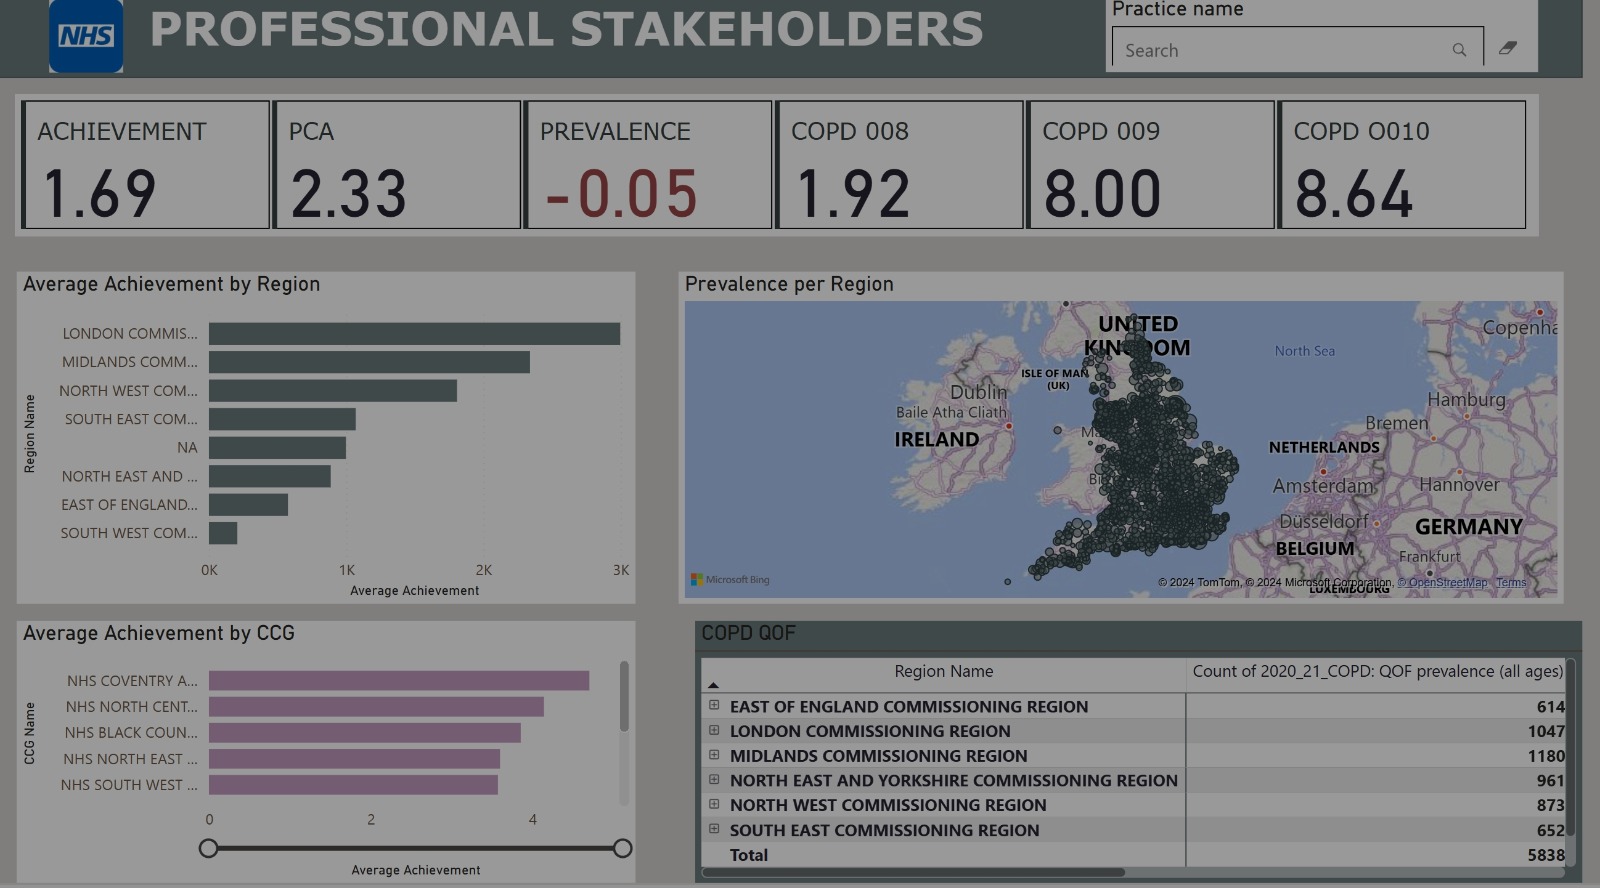 NHS
PROFESSIONAL STAKEHOLDERS
Practice name
Search
ACHIEVEMENT
1.69
PCA
2.33
PREVALENCE
-0.05
COPD 008
1.92
COPD 009
8.00
COPD O010
8.64
Average Achievement by Region
Region Name
LONDON COMMIS...
MIDLANDS COMM...
NORTH WEST COM...
SOUTH EAST COM...
NA
NORTH EAST AND ...
EAST OF ENGLAND...
SOUTH WEST COM...
0K 1K 2K 3K
Average Achievement
Prevalence per Region
UNITED
KINGDOM
ISLE OF MAN
(UK)
Dublin
Baile Atha Cliath
IRELAND
North Sea
Copenha
Hamburg
Bremen
NETHERLANDS
Amsterdam
Hannover
Düsseldorf
GERMANY
BELGIUM
Frankfurt
LUXEMBOURG
Microsoft Bing
© 2024 TomTom, © 2024 Microsoft Corporation, © OpenStreetMap Terms
Average Achievement by CCG
CCG Name
NHS COVENTRY A...
NHS NORTH CENT...
NHS BLACK COUN...
NHS NORTH EAST ...
NHS SOUTH WEST ...
0 2 4
Average Achievement
COPD QOF
Region Name Count of 2020_21_COPD: QOF prevalence (all ages)
EAST OF ENGLAND COMMISSIONING REGION 614
LONDON COMMISSIONING REGION 1047
MIDLANDS COMMISSIONING REGION 1180
NORTH EAST AND YORKSHIRE COMMISSIONING REGION 961
NORTH WEST COMMISSIONING REGION 873
SOUTH EAST COMMISSIONING REGION 652
Total 5838